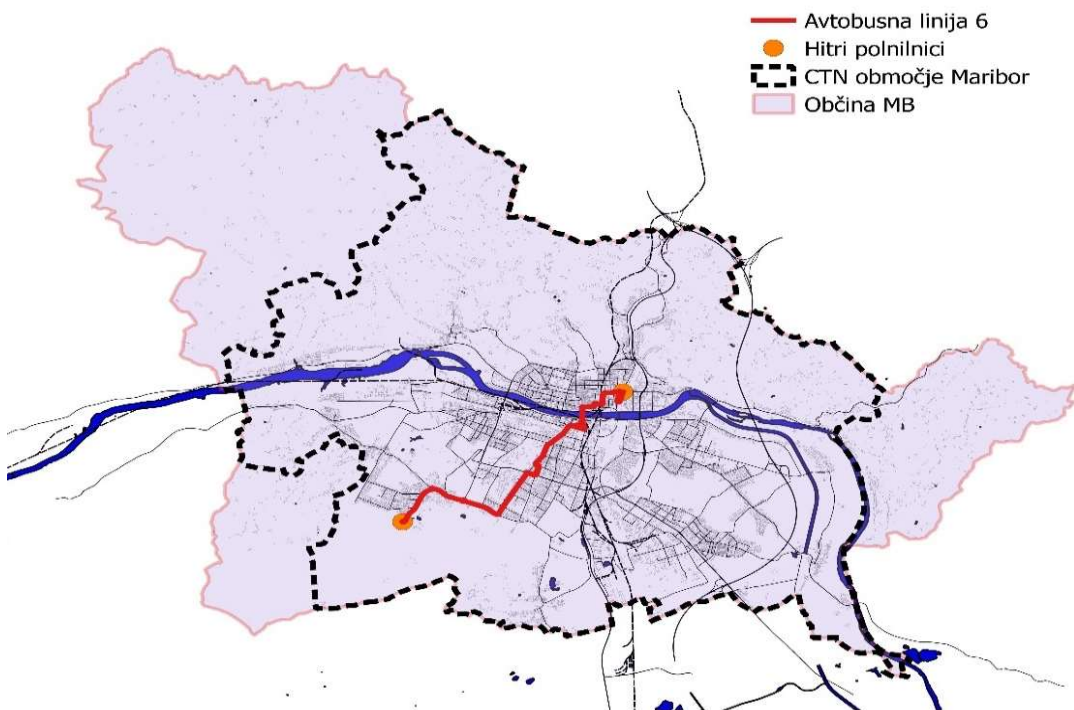 Avtobusna linija 6
Hitri polnilnici
CTN območje Maribor
Občina MB